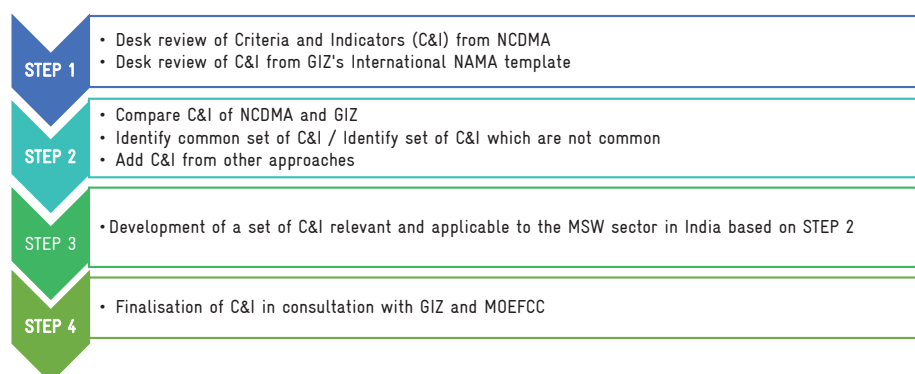 STEP 1
• Desk review of Criteria and Indicators (C&I) from NCDMA
• Desk review of C&I from GIZ's International NAMA template
STEP 2
• Compare C&I of NCDMA and GIZ
• Identify common set of C&I / Identify set of C&I which are not common
• Add C&I from other approaches
STEP 3
• Development of a set of C&I relevant and applicable to the MSW sector in India based on STEP 2
STEP 4
• Finalisation of C&I in consultation with GIZ and MOEFCC